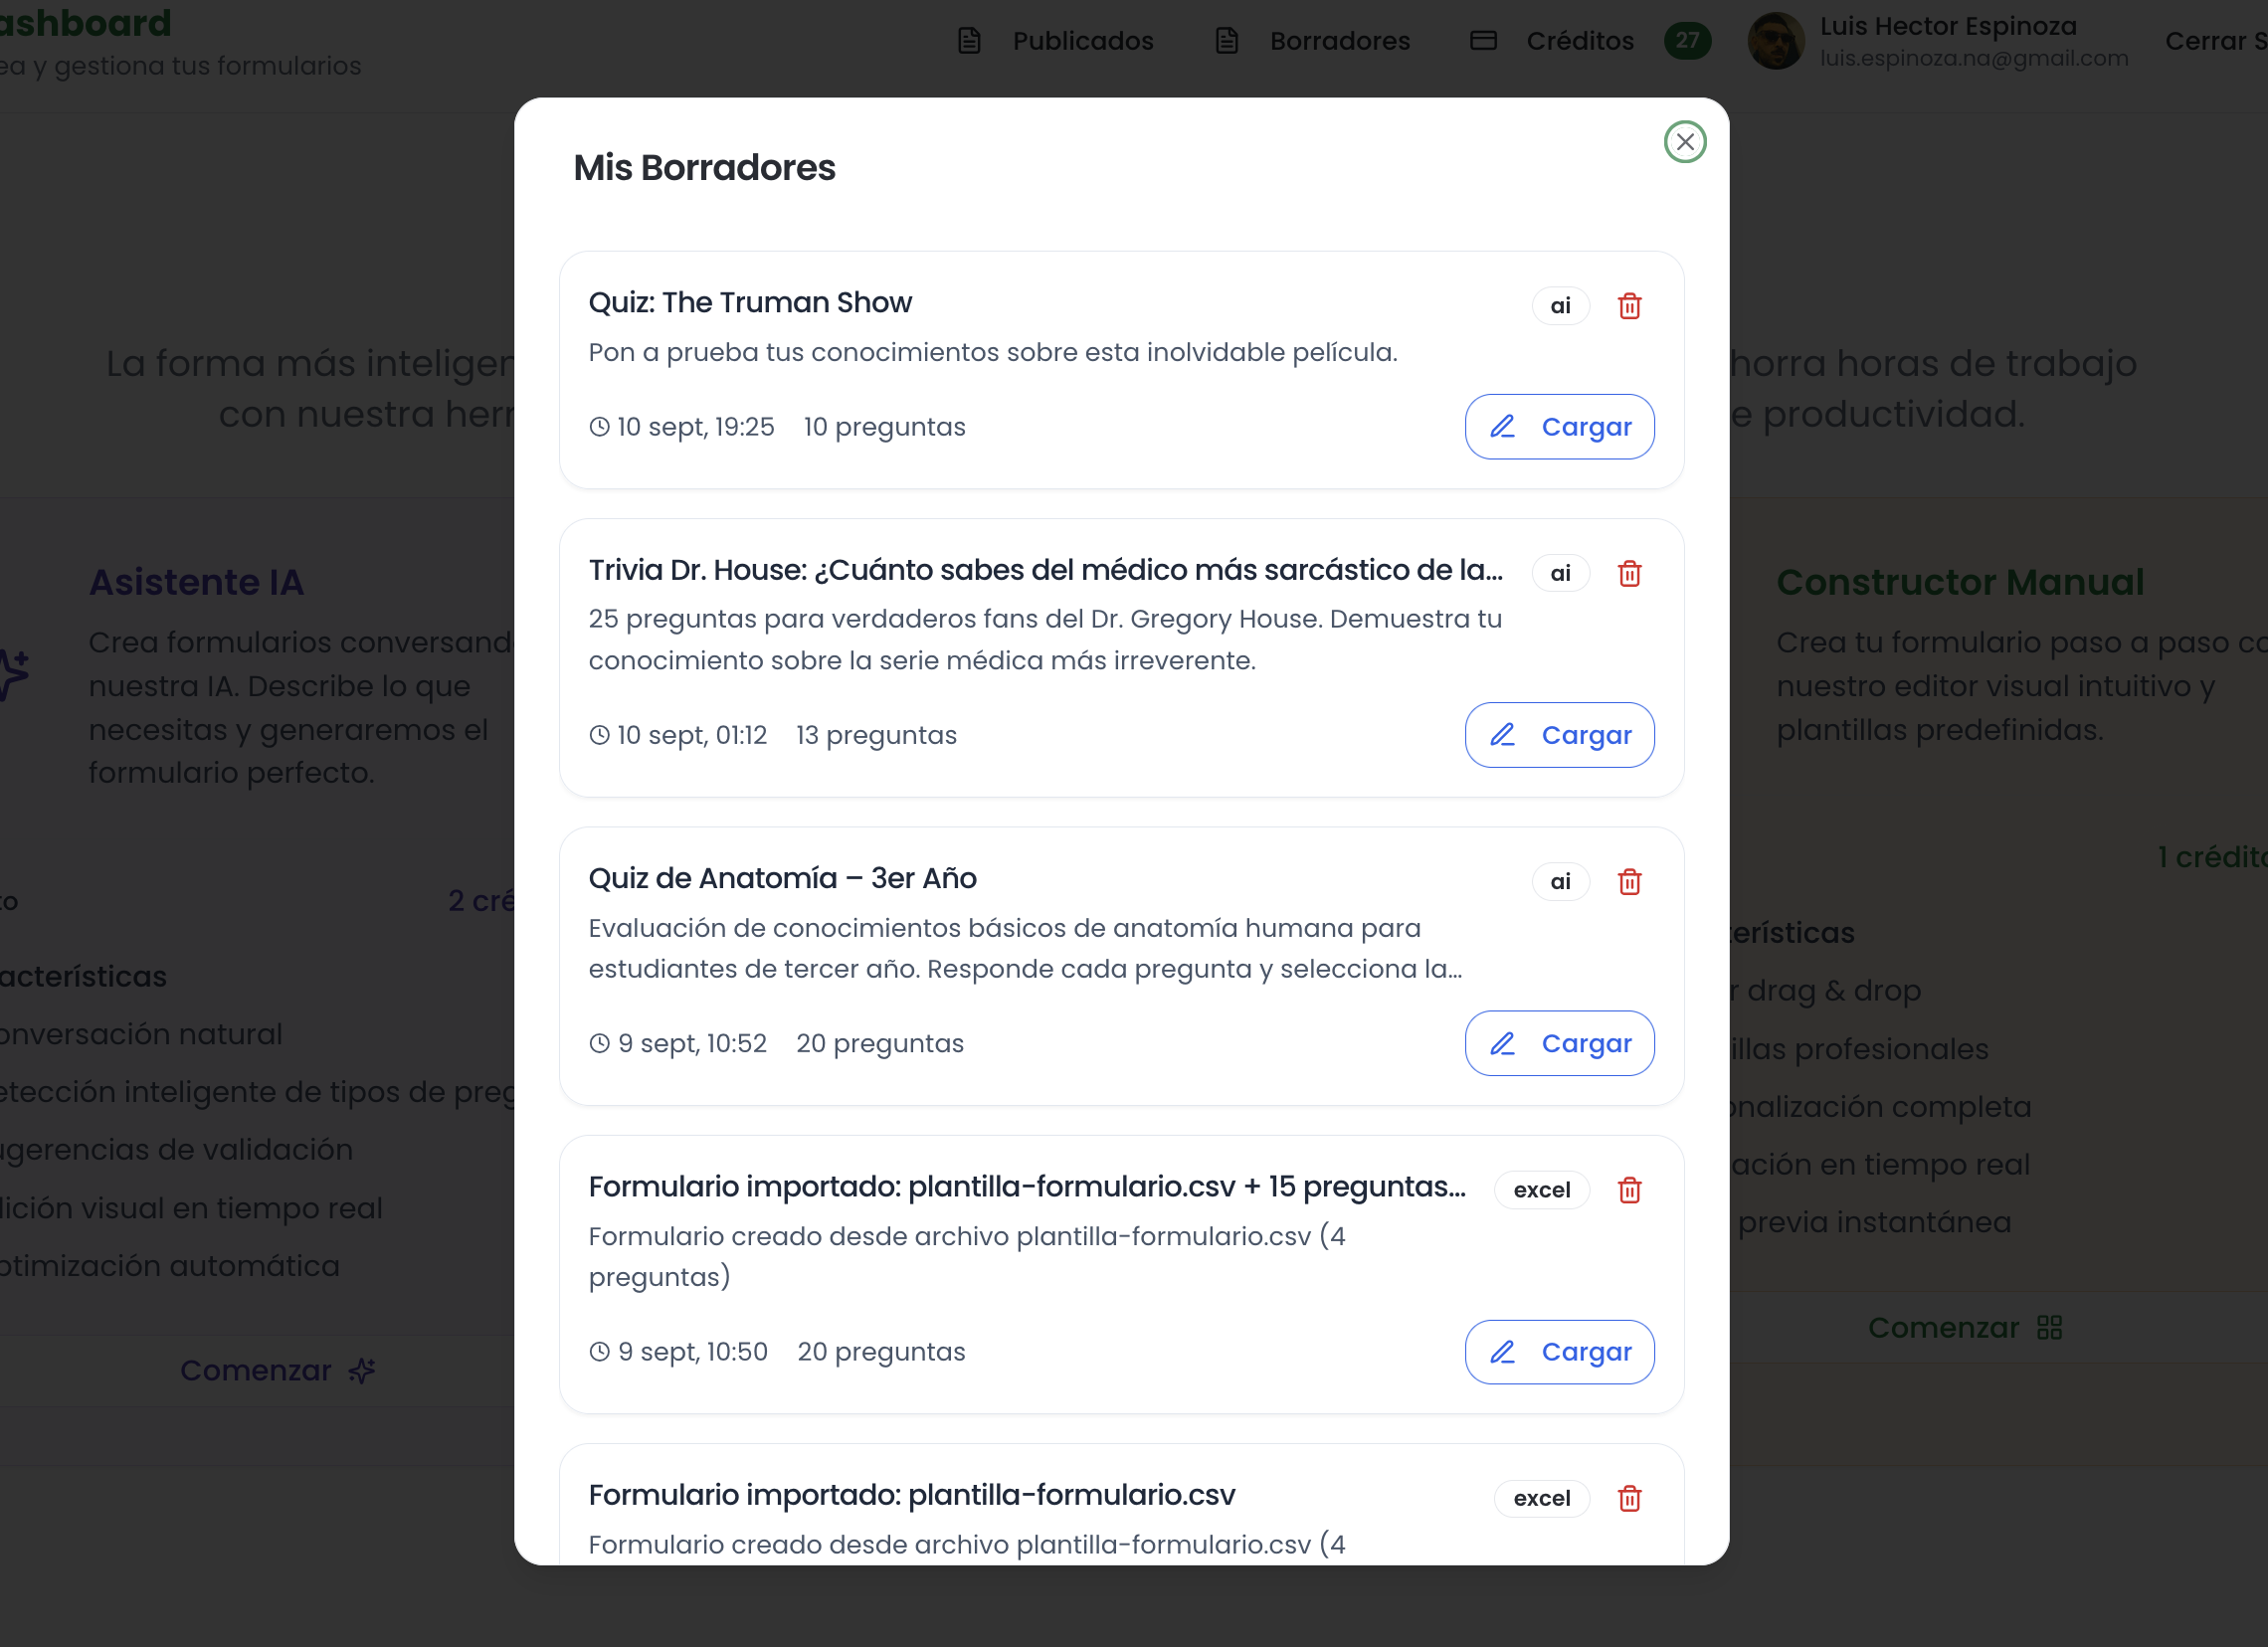 ashboard
ea y gestiona tus formularios
Publicados
Borradores
Créditos
27
Luis Hector Espinoza
luis.espinoza.na@gmail.com
Cerrar S
La forma más inteligen
con nuestra herr
horra horas de trabajo
e productividad.
Asistente IA
Crea formularios conversand
nuestra IA. Describe lo que
necesitas y generaremos el
formulario perfecto.
to
2 cré
acterísticas
onversación natural
etección inteligente de tipos de preg
ugerencias de validación
dición visual en tiempo real
ptimización automática
Comenzar
Mis Borradores
Quiz: The Truman Show
ai
Pon a prueba tus conocimientos sobre esta inolvidable película.
10 sept, 19:25 10 preguntas
Cargar
Trivia Dr. House: ¿Cuánto sabes del médico más sarcástico de la...
ai
25 preguntas para verdaderos fans del Dr. Gregory House. Demuestra tu
conocimiento sobre la serie médica más irreverente.
10 sept, 01:12 13 preguntas
Cargar
Quiz de Anatomía – 3er Año
ai
Evaluación de conocimientos básicos de anatomía humana para
estudiantes de tercer año. Responde cada pregunta y selecciona la...
9 sept, 10:52 20 preguntas
Cargar
Formulario importado: plantilla-formulario.csv + 15 preguntas...
excel
Formulario creado desde archivo plantilla-formulario.csv (4
preguntas)
9 sept, 10:50 20 preguntas
Cargar
Formulario importado: plantilla-formulario.csv
excel
Formulario creado desde archivo plantilla-formulario.csv (4
Constructor Manual
Crea tu formulario paso a paso co
nuestro editor visual intuitivo y
plantillas predefinidas.
1 crédito
terísticas
r drag & drop
illas profesionales
onalización completa
ación en tiempo real
previa instantánea
Comenzar